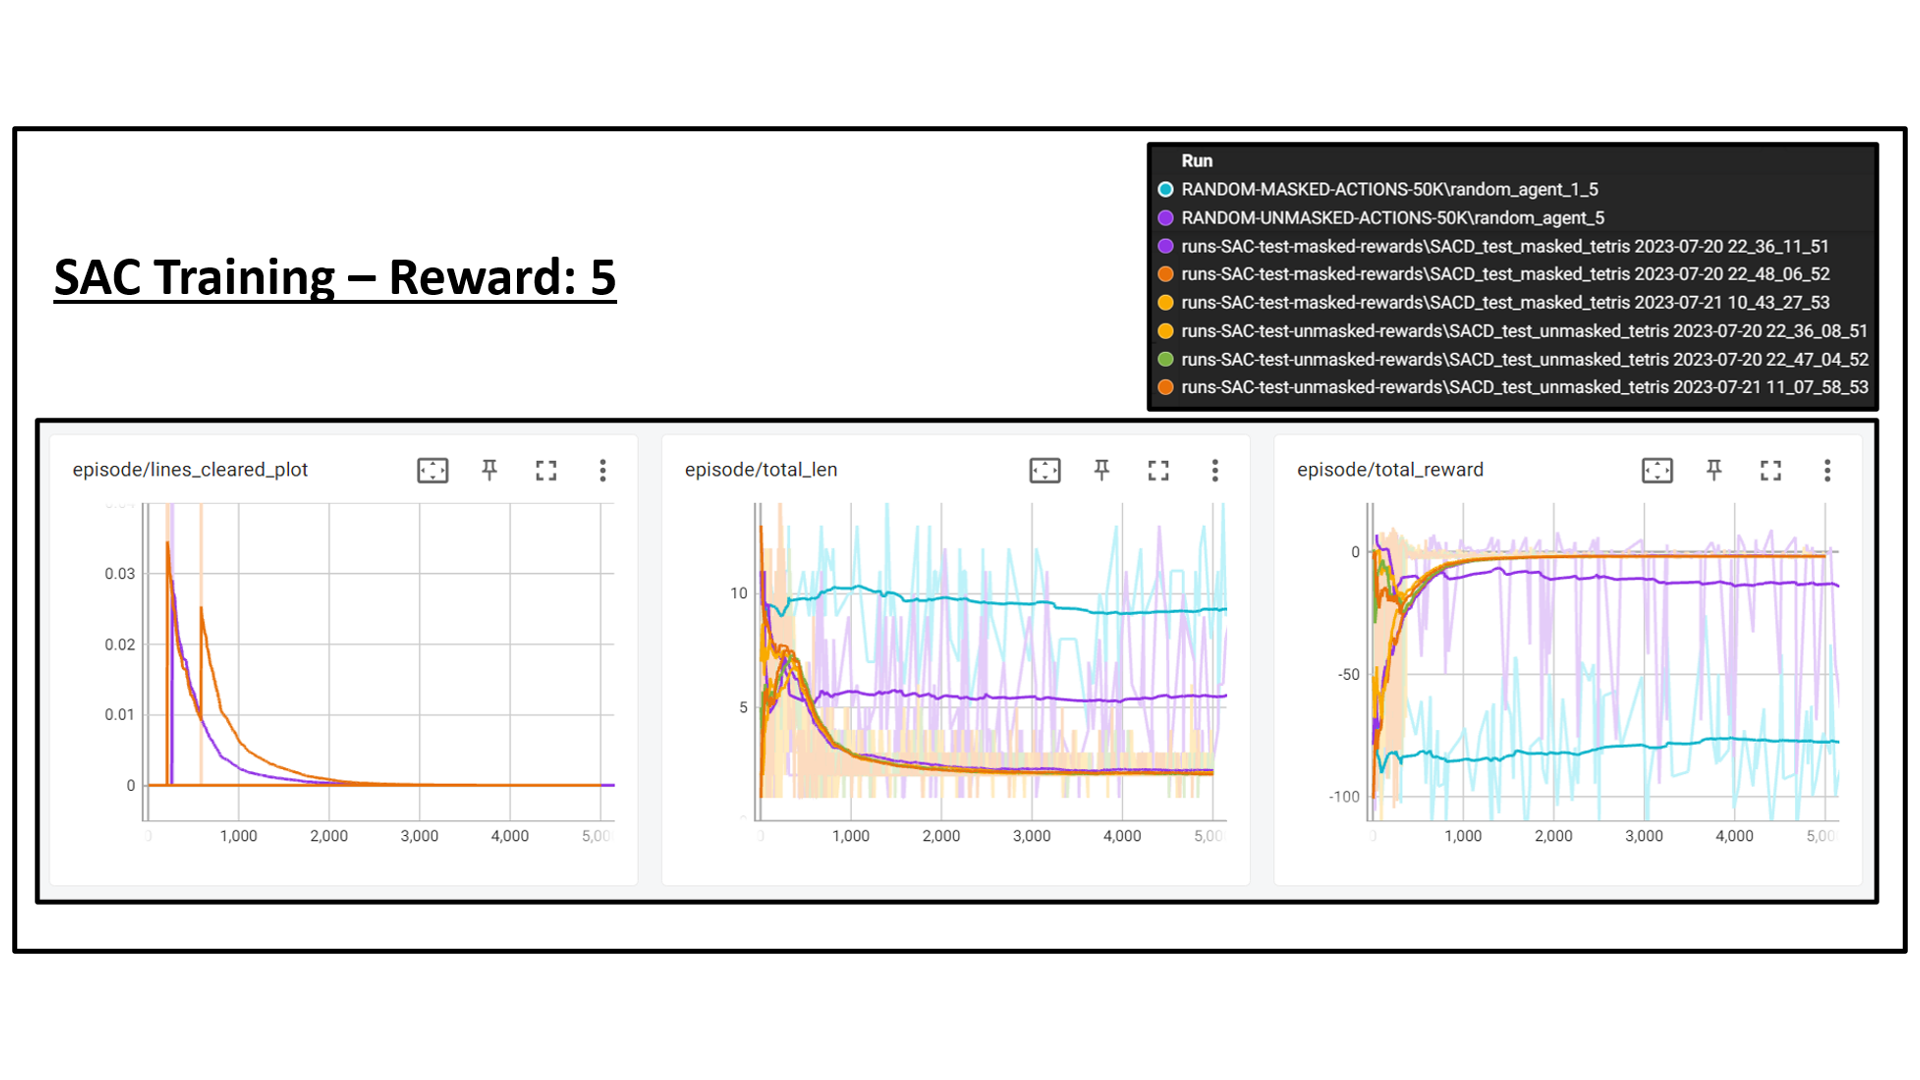 SAC Training – Reward: 5
Run
RANDOM-MASKED-ACTIONS-50K\random_agent_1_5
RANDOM-UNMASKED-ACTIONS-50K\random_agent_5
runs-SAC-test-masked-rewards\SACD_test_masked_tetris 2023-07-20 22_36_11_51
runs-SAC-test-masked-rewards\SACD_test_masked_tetris 2023-07-20 22_48_06_52
runs-SAC-test-masked-rewards\SACD_test_masked_tetris 2023-07-21 10_43_27_53
runs-SAC-test-unmasked-rewards\SACD_test_unmasked_tetris 2023-07-20 22_36_08_51
runs-SAC-test-unmasked-rewards\SACD_test_unmasked_tetris 2023-07-20 22_47_04_52
runs-SAC-test-unmasked-rewards\SACD_test_unmasked_tetris 2023-07-21 11_07_58_53
episode/lines_cleared_plot
0.03
0.02
0.01
0
0 1,000 2,000 3,000 4,000
episode/total_len
10
5
0 1,000 2,000 3,000 4,000
episode/total_reward
0
-50
-100
0 1,000 2,000 3,000 4,000